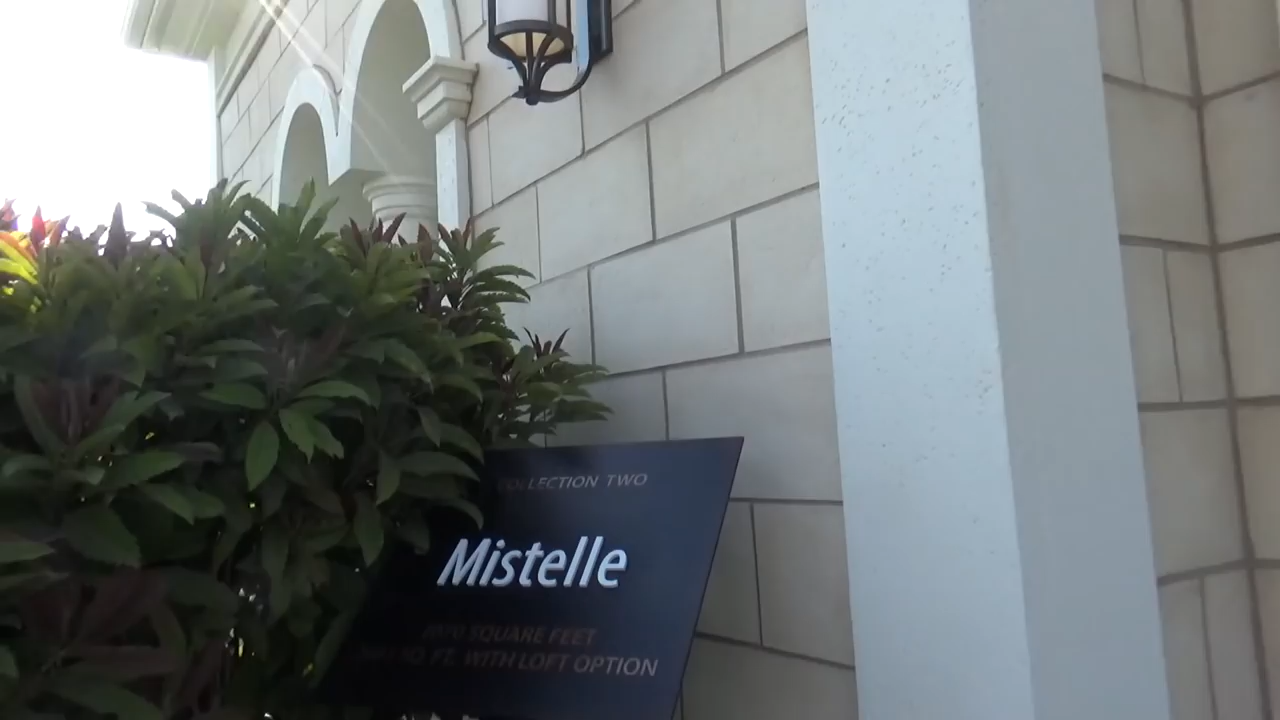 COLLECTION TWO
Mistelle
SQUARE FEET
SQ. FT. WITH LOFT OPTION